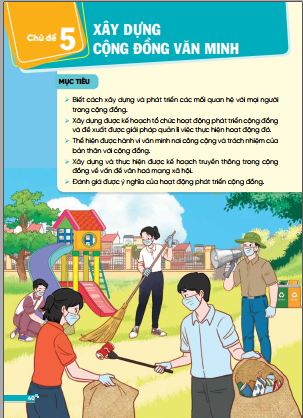 Chủ đề 5
XÂY DỰNG
CỘNG ĐỒNG VĂN MINH
MỤC TIÊU
Biết cách xây dựng và phát triển các mối quan hệ với mọi người
trong cộng đồng.
Xây dựng được kế hoạch tổ chức hoạt động phát triển cộng đồng
và đề xuất được giải pháp quản lí việc thực hiện hoạt động đó.
Thể hiện được hành vi văn minh nơi công cộng và trách nhiệm của
bản thân với cộng đồng.
Xây dựng và thực hiện được kế hoạch truyền thông trong cộng
đồng về vấn đề văn hoá mạng xã hội.
Đánh giá được ý nghĩa của hoạt động phát triển cộng đồng.